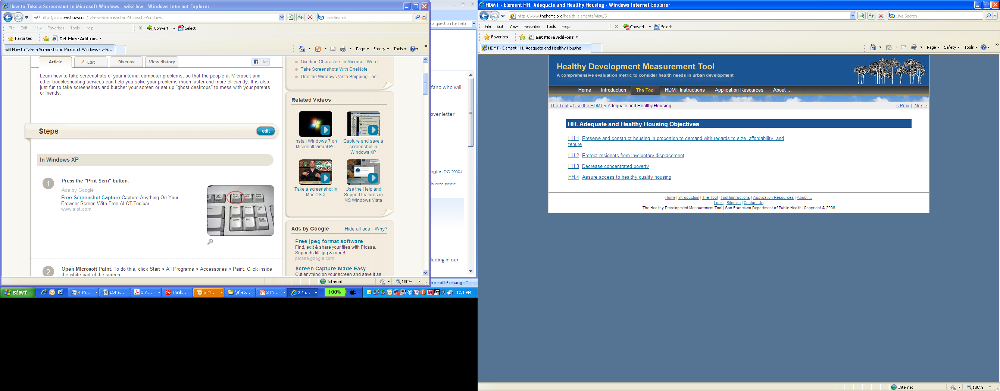 How to Take a Screenshot in Microsoft Windows - wikiHow - Windows Internet Explorer
http://www.wikihow.com/Take-a-Screenshot-in-Microsoft-Windows
Live Search
File Edit View Favorites Tools Help
Convert Select
Favorites Get More Add-ons
How to Take a Screenshot in Microsoft Windows - wiki...
Page Safety Tools
Article Edit Discuss View History
Like
Learn how to take screenshots of your internal computer problems, so that the people at Microsoft and
other troubleshooting services can help you solve your problems much faster and more efficiently. It is also
just fun to take screenshots and butcher your screen or set up "ghost desktops" to mess with your parents
or friends.
Steps
edit
In Windows XP
1
Press the "Prnt Scrn" button.
Ads by Google
Free Screenshot Capture Capture Anything On Your
Browser Screen With Free ALOT Toolbar
www.alot.com
Insert Home Page Up
Delete End Page Down
2
Open Microsoft Paint. To do this, click Start > All Programs > Accessories > Paint. Click inside
the white part of the screen
Overline Characters in Microsoft Word
Take Screenshots With OneNote
Use the Windows Vista Snipping Tool
Related Videos
Install Windows 7 on
Microsoft Virtual PC
Capture and save a
screenshot in
Windows XP
Take a screenshot in
Mac OS X
Use the Help and
Support features in
MS Windows Vista
Ads by Google Hide all ads - Why?
Free jpeg format software
Find, edit & share your files with Picasa.
Supports tiff, jpg & more!
picasa.google.com
Screen Capture Made Easy
Cut anything on your screen and save it as
Internet
100%
a question for help
fano who will
over letter
ngton DC 20004
in error, please
luding in our
icrosoft Exchange
start
4 Mi...
LOI a...
3 A...
Think...
6 Mi...
\\filep...
2 Mi...
3 In...
100%
1:31 PM
HDMT - Element HH. Adequate and Healthy Housing - Windows Internet Explorer
http://www.thehdmt.org/health_elements/view/5
Live Search
File Edit View Favorites Tools Help
Convert Select
Favorites Get More Add-ons
HDMT - Element HH. Adequate and Healthy Housing
Page Safety Tools
Healthy Development Measurement Tool
A comprehensive evaluation metric to consider health needs in urban development
Home Introduction The Tool HDMT Instructions Application Resources About ...
The Tool » Use the HDMT » Adequate and Healthy Housing
< Prev | Next >
HH. Adequate and Healthy Housing Objectives
HH.1 Preserve and construct housing in proportion to demand with regards to size, affordability, and
tenure
HH.2 Protect residents from involuntary displacement
HH.3 Decrease concentrated poverty
HH.4 Assure access to healthy quality housing
Home | Introduction | The Tool | Tool Instructions | Application Resources | About ...
Login | Sitemap | Contact Us
The Healthy Development Measurement Tool | San Francisco Department of Public Health, Copyright © 2006
Internet
100%